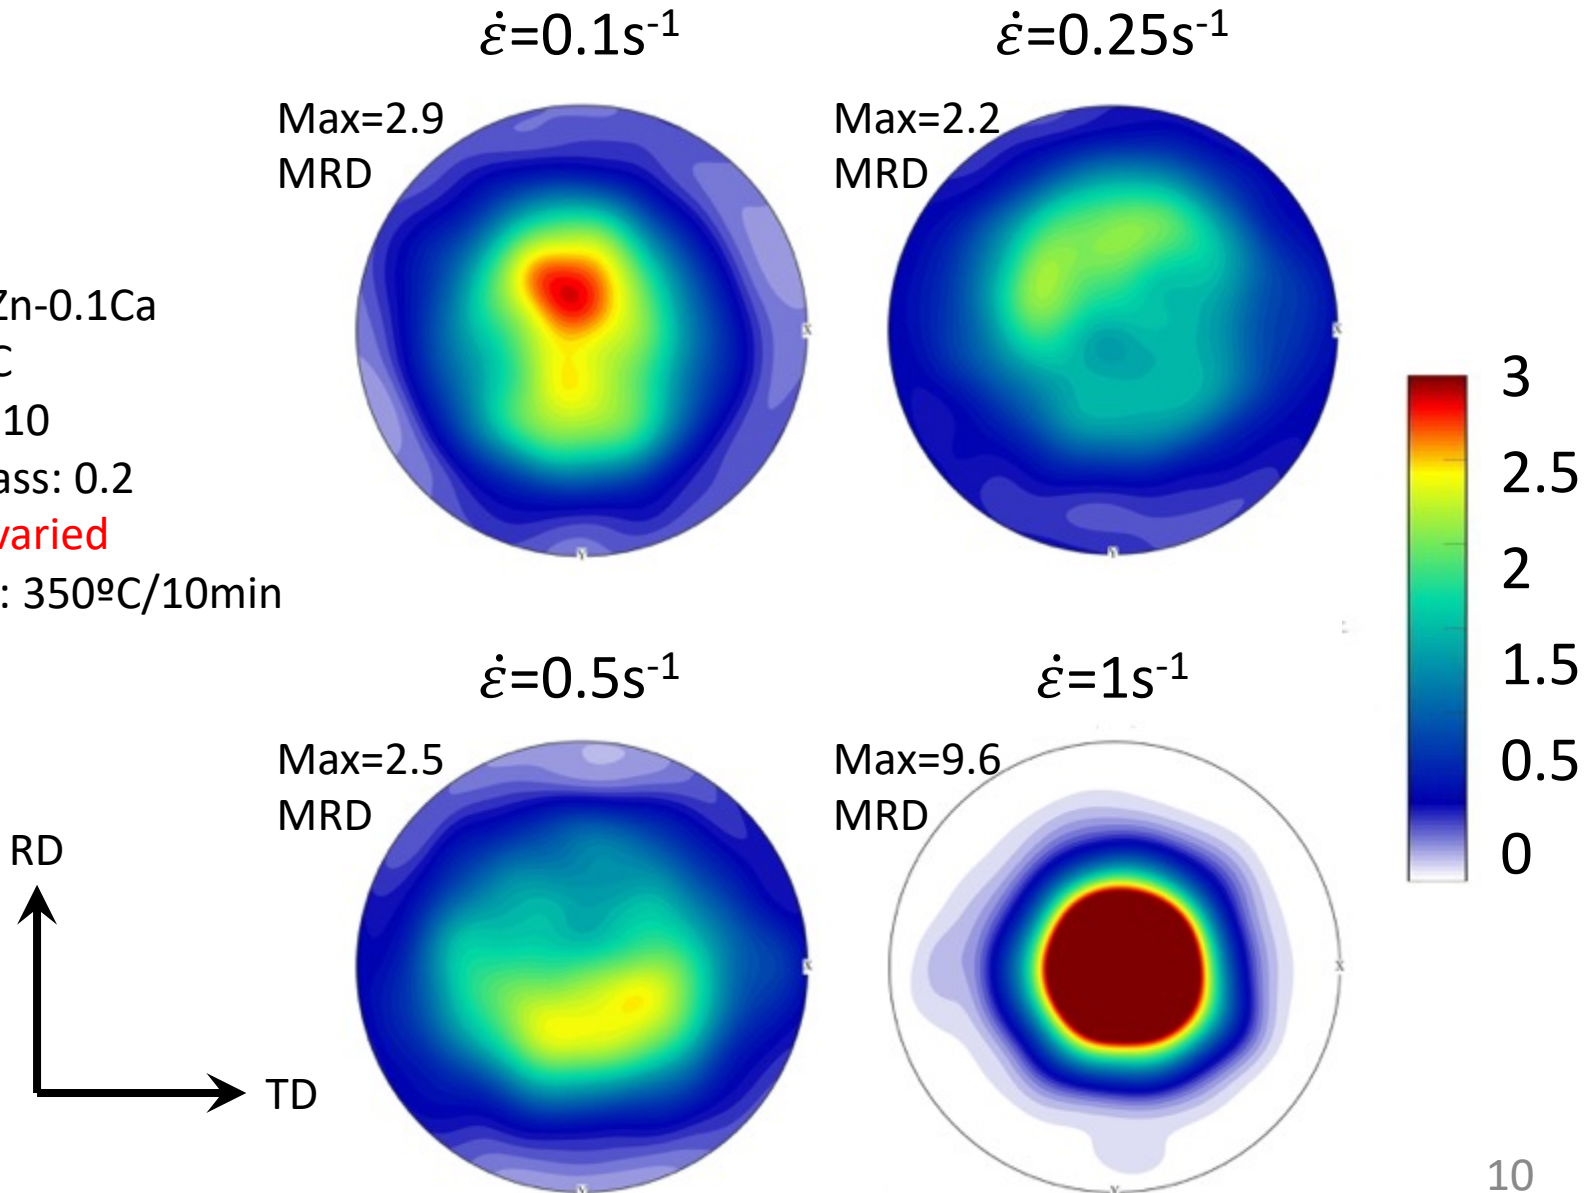 ε̇=0.1s⁻¹
ε̇=0.25s⁻¹
Max=2.9
MRD
Max=2.2
MRD
Zn-0.1Ca
C
10
ass: 0.2
varied
: 350ºC/10min
ε̇=0.5s⁻¹
ε̇=1s⁻¹
Max=2.5
MRD
Max=9.6
MRD
3
2.5
2
1.5
0.5
0
RD
TD
X
Y
X
Y
X
Y
X
Y
10